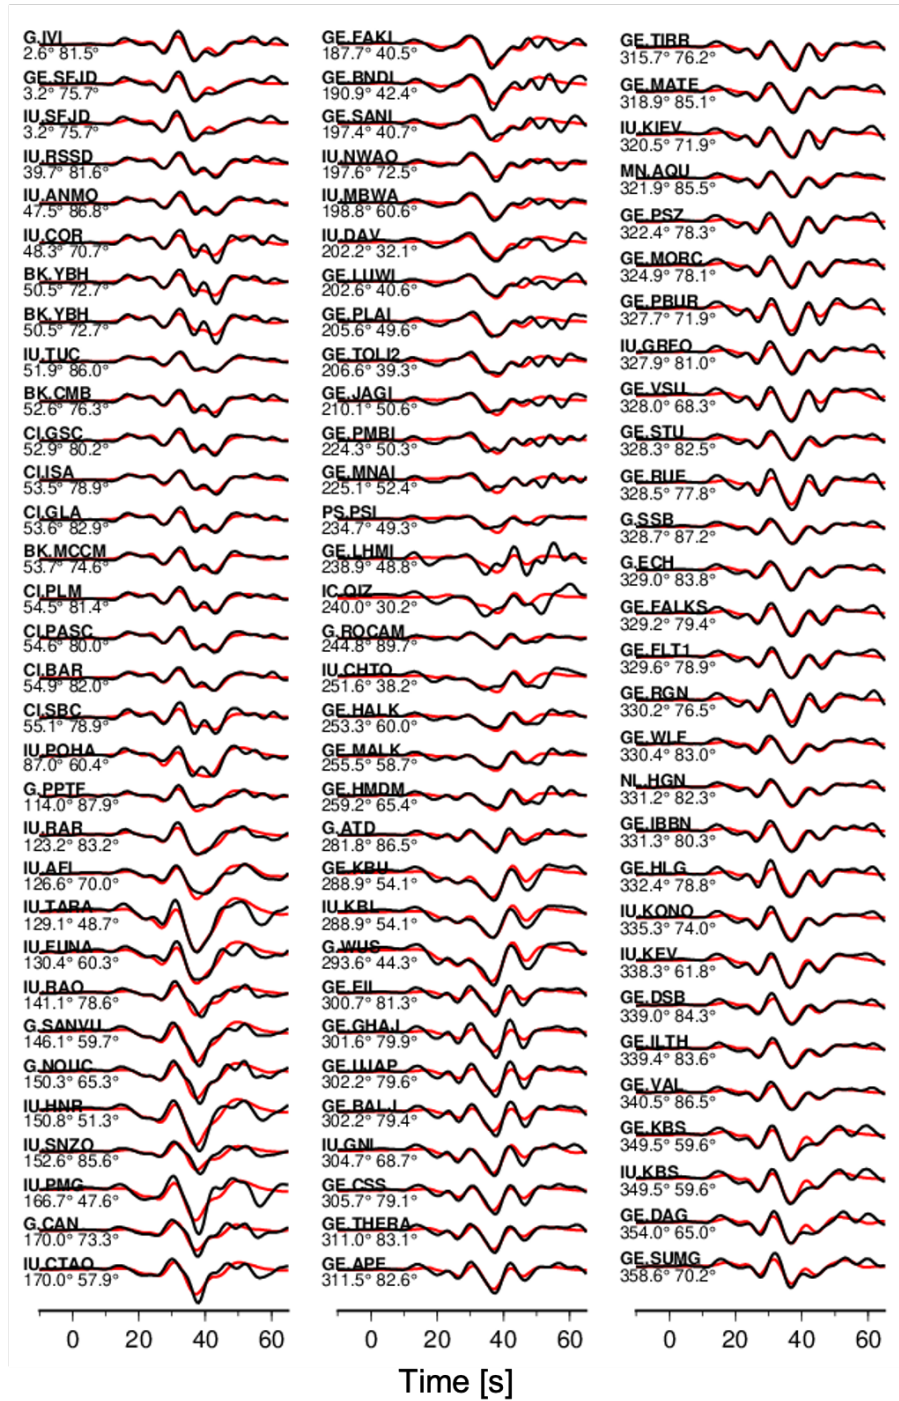 G.IVI
2.6° 81.5°
GE.SFJD
3.2° 75.7°
IU.SFJD
3.2° 75.7°
IU.RSSD
39.7° 81.6°
IU.ANMO
47.5° 86.8°
IU.COR
48.3° 70.7°
BK.YBH
50.5° 72.7°
BK.YBH
50.5° 72.7°
IU.TUC
51.9° 86.0°
BK.CMB
52.6° 76.3°
CI.GSC
52.9° 80.2°
CI.ISA
53.5° 78.9°
CI.GLA
53.6° 82.9°
BK.MCCM
53.7° 74.6°
CI.PLM
54.5° 81.4°
CI.PASC
54.6° 80.0°
CI.BAR
54.9° 82.0°
CI.SBC
55.1° 78.9°
IU.POHA
87.0° 60.4°
G.PPTF
114.0° 87.9°
IU.RAR
123.2° 83.2°
IU.AFI
126.6° 70.0°
IU.TARA
129.1° 48.7°
IU.FUNA
130.4° 60.3°
IU.RAO
141.1° 78.6°
G.SANVU
146.1° 59.7°
G.NOUC
150.3° 65.3°
IU.HNR
150.8° 51.3°
IU.SNZO
152.6° 85.6°
IU.PMG
166.7° 47.6°
G.CAN
170.0° 73.3°
IU.CTAO
170.0° 57.9°
0 20 40 60
GE.FAKI
187.7° 40.5°
GE.BNDI
190.9° 42.4°
GE.SANI
197.4° 40.7°
IU.NWAO
197.6° 72.5°
IU.MBWA
198.8° 60.6°
IU.DAV
202.2° 32.1°
GE.LUWI
202.6° 40.6°
GE.PLAI
205.6° 49.6°
GE.TOLI2
206.6° 39.3°
GE.JAGI
210.1° 50.6°
GE.PMBI
224.3° 50.3°
GE.MNAI
225.1° 52.4°
PS.PSI
234.7° 49.3°
GE.LHMI
238.9° 48.8°
IC.QIZ
240.0° 30.2°
G.ROCAM
244.8° 89.7°
IU.CHTO
251.6° 38.2°
GE.HALK
253.3° 60.0°
GE.MALK
255.5° 58.7°
GE.HMDM
259.2° 65.4°
G.ATD
281.8° 86.5°
GE.KBU
288.9° 54.1°
IU.KBL
288.9° 54.1°
G.WUS
293.6° 44.3°
GE.EIL
300.7° 81.3°
GE.GHAJ
301.6° 79.9°
GE.UJAP
302.2° 79.6°
GE.BALJ
302.2° 79.4°
IU.GNI
304.7° 68.7°
GE.CSS
305.7° 79.1°
GE.THERA
311.0° 83.1°
GE.APE
311.5° 82.6°
0 20 40 60
GE.TIRR
315.7° 76.2°
GE.MATE
318.9° 85.1°
IU.KIEV
320.5° 71.9°
MN.AQU
321.9° 85.5°
GE.PSZ
322.4° 78.3°
GE.MORC
324.9° 78.1°
GE.PBUR
327.7° 71.9°
IU.GRFO
327.9° 81.0°
GE.VSU
328.0° 68.3°
GE.STU
328.3° 82.5°
GE.RUE
328.5° 77.8°
G.SSB
328.7° 87.2°
G.ECH
329.0° 83.8°
GE.FALKS
329.2° 79.4°
GE.FLT1
329.6° 78.9°
GE.RGN
330.2° 76.5°
GE.WLF
330.4° 83.0°
NL.HGN
331.2° 82.3°
GE.IBBN
331.3° 80.3°
GE.HLG
332.4° 78.8°
IU.KONO
335.3° 74.0°
IU.KEV
338.3° 61.8°
GE.DSB
339.0° 84.3°
GE.ILTH
339.4° 83.6°
GE.VAL
340.5° 86.5°
GE.KBS
349.5° 59.6°
IU.KBS
349.5° 59.6°
GE.DAG
354.0° 65.0°
GE.SUMG
358.6° 70.2°
0 20 40 60
Time [s]